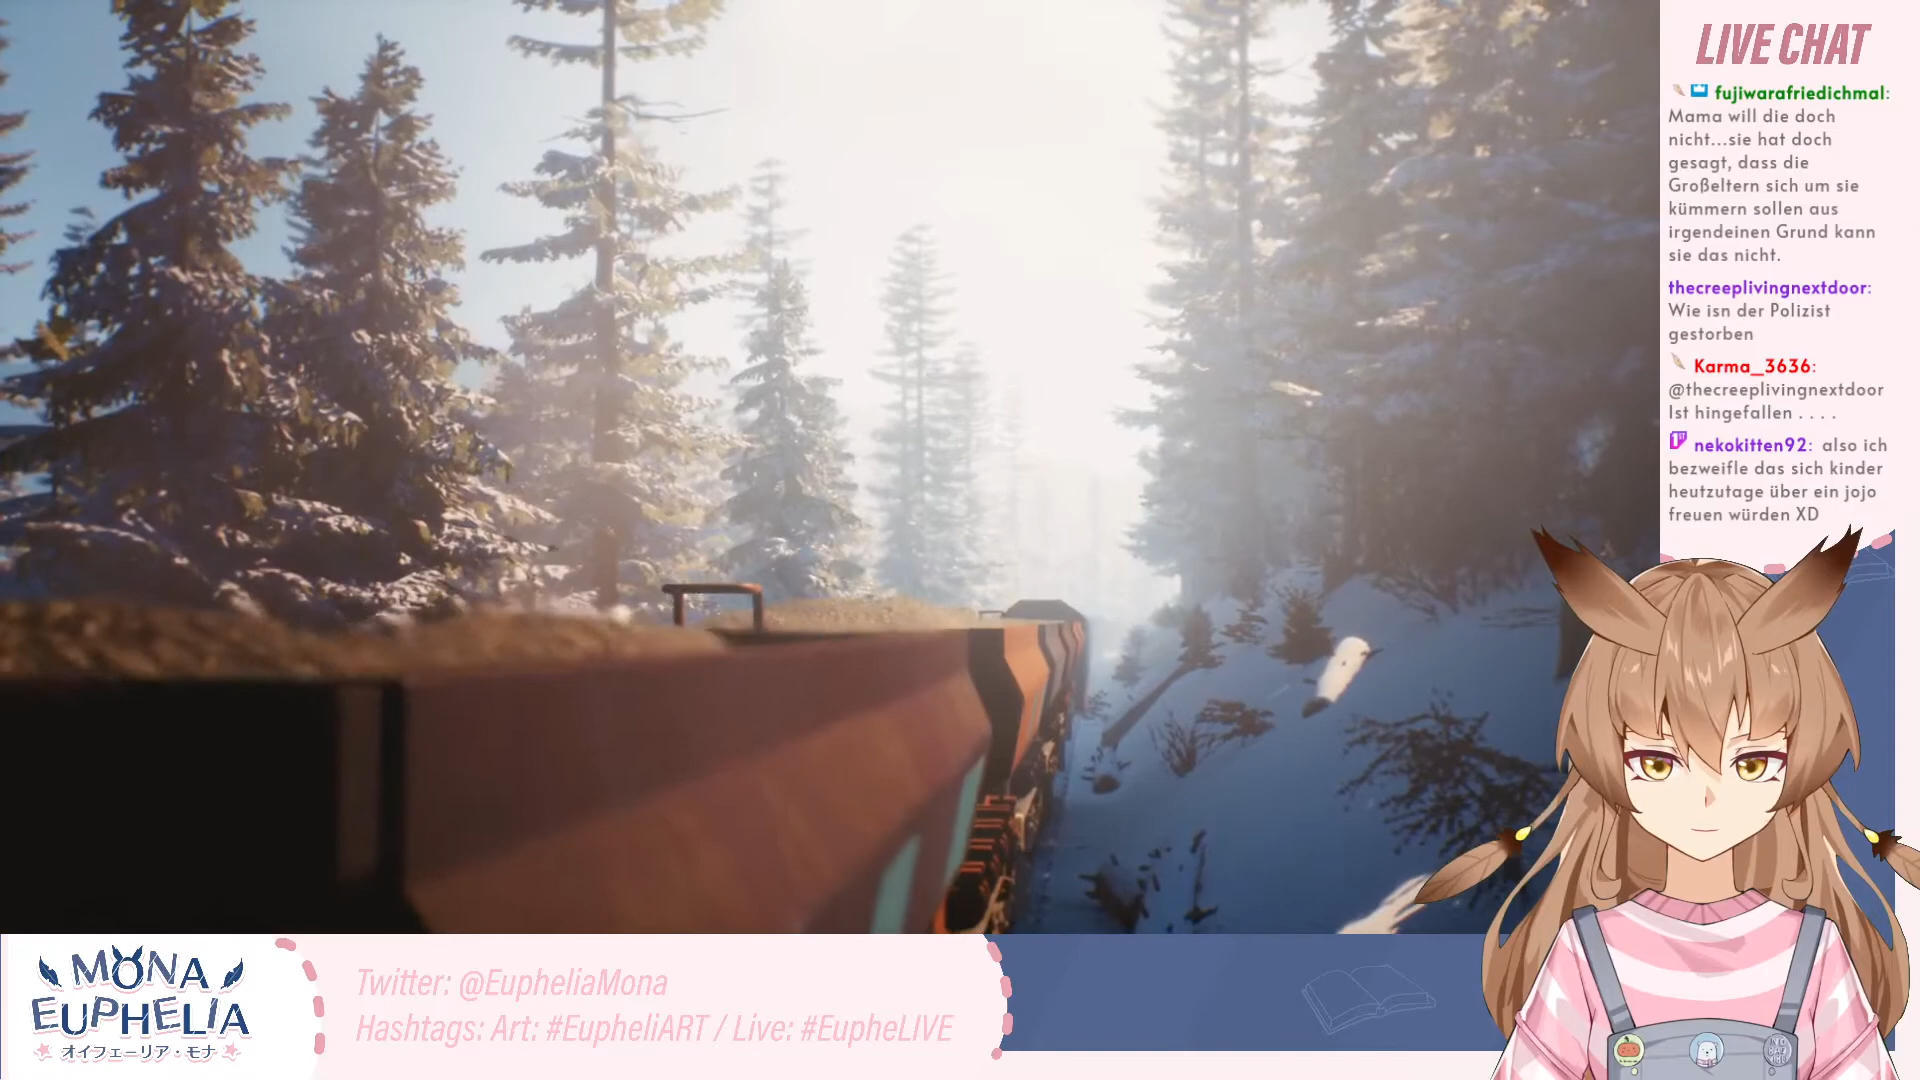 LIVE CHAT
fujiwarafriedichmal:
Mama will die doch
nicht...sie hat doch
gesagt, dass die
Großeltern sich um sie
kümmern sollen aus
irgendeinen Grund kann
sie das nicht.
thecreeplivingnextdoor:
Wie isn der Polizist
gestorben
Karma_3636:
@thecreeplivingnextdoor
Ist hingefallen . . . .
nekokitten92: also ich
bezweifle das sich kinder
heutzutage über ein jojo
freuen würden XD
MONA
EUPHELIA
オイフェーリア・モナ
Twitter: @EupheliaMona
Hashtags: Art: #EupheliART / Live: #EupheLIVE